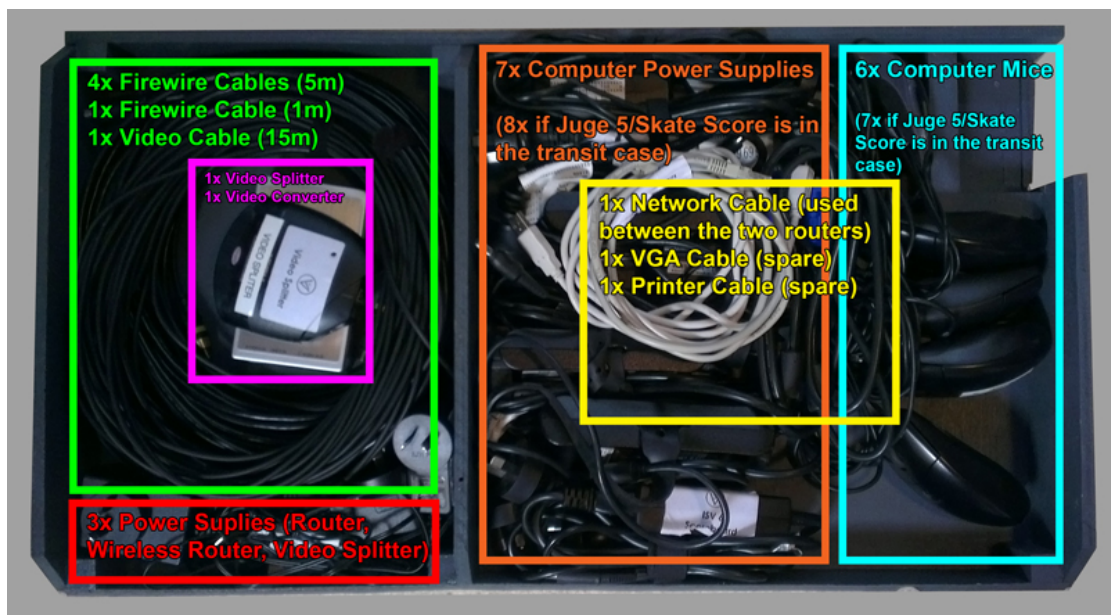 4x Firewire Cables (5m)
1x Firewire Cable (1m)
1x Video Cable (15m)
1x Video Splitter
1x Video Converter
VIDEO SPLITTER
Video Splitter
3x Power Suplies (Router,
Wireless Router, Video Splitter)
7x Computer Power Supplies
(8x if Juge 5/Skate Score is in
the transit case)
1x Network Cable (used
between the two routers)
1x VGA Cable (spare)
1x Printer Cable (spare)
15V
6x Computer Mice
(7x if Juge 5/Skate
Score is in the transit
case)